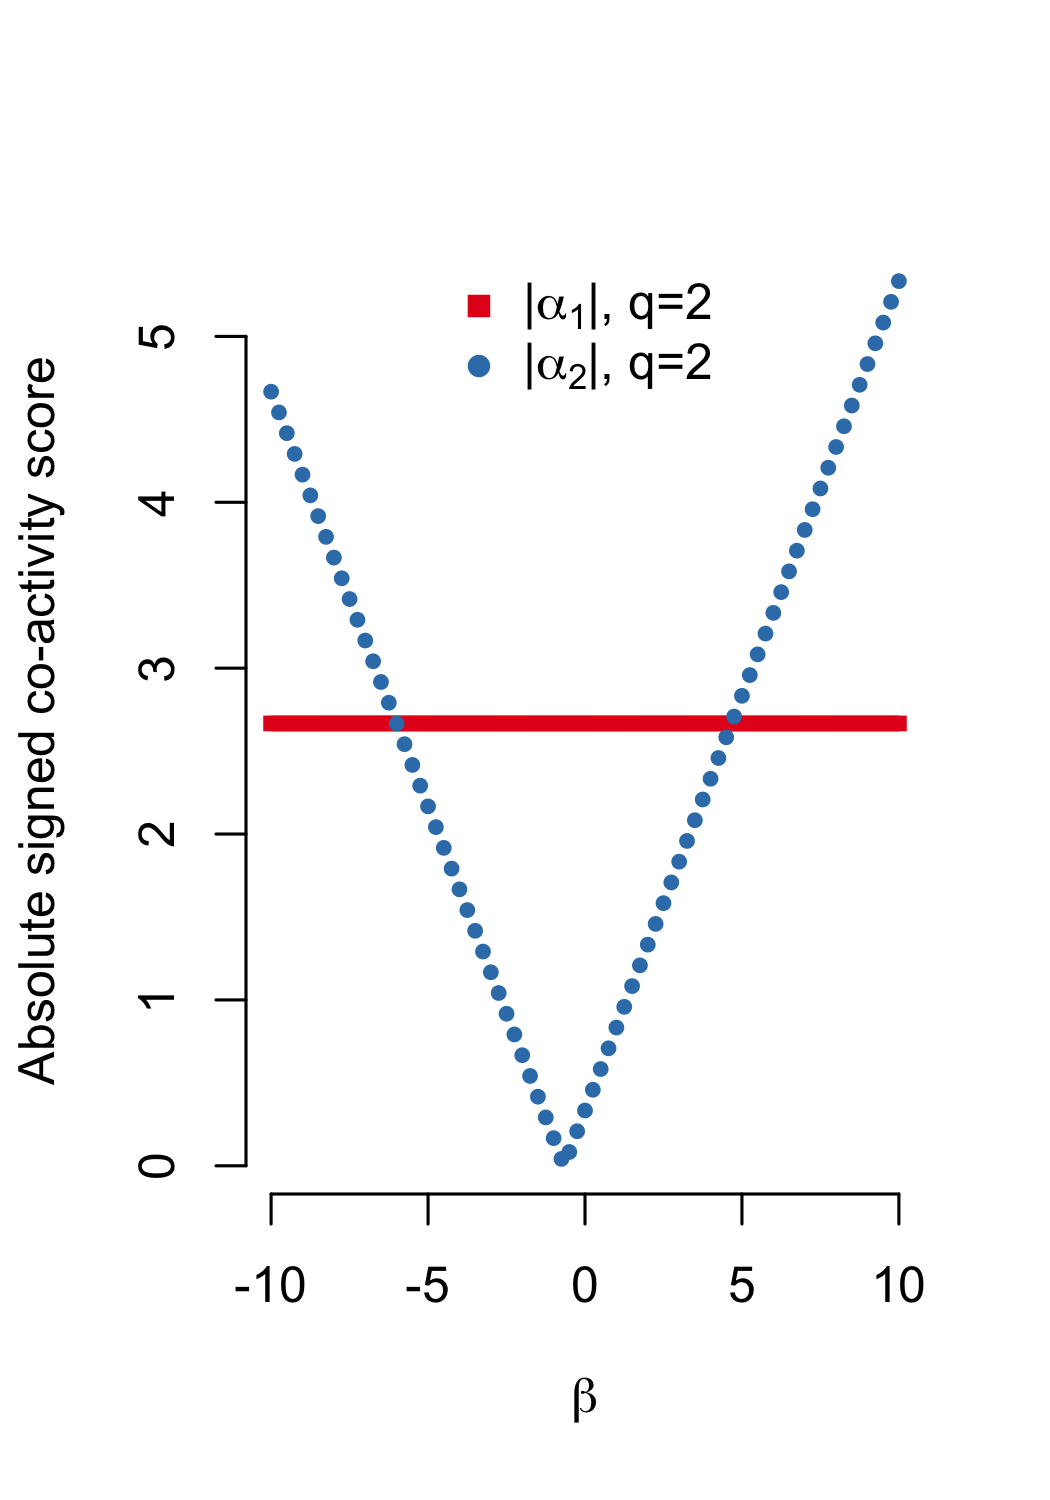 |α1|, q=2
|α2|, q=2
Absolute signed co-activity score
5
4
3
2
1
0
-10 -5 0 5 10
β